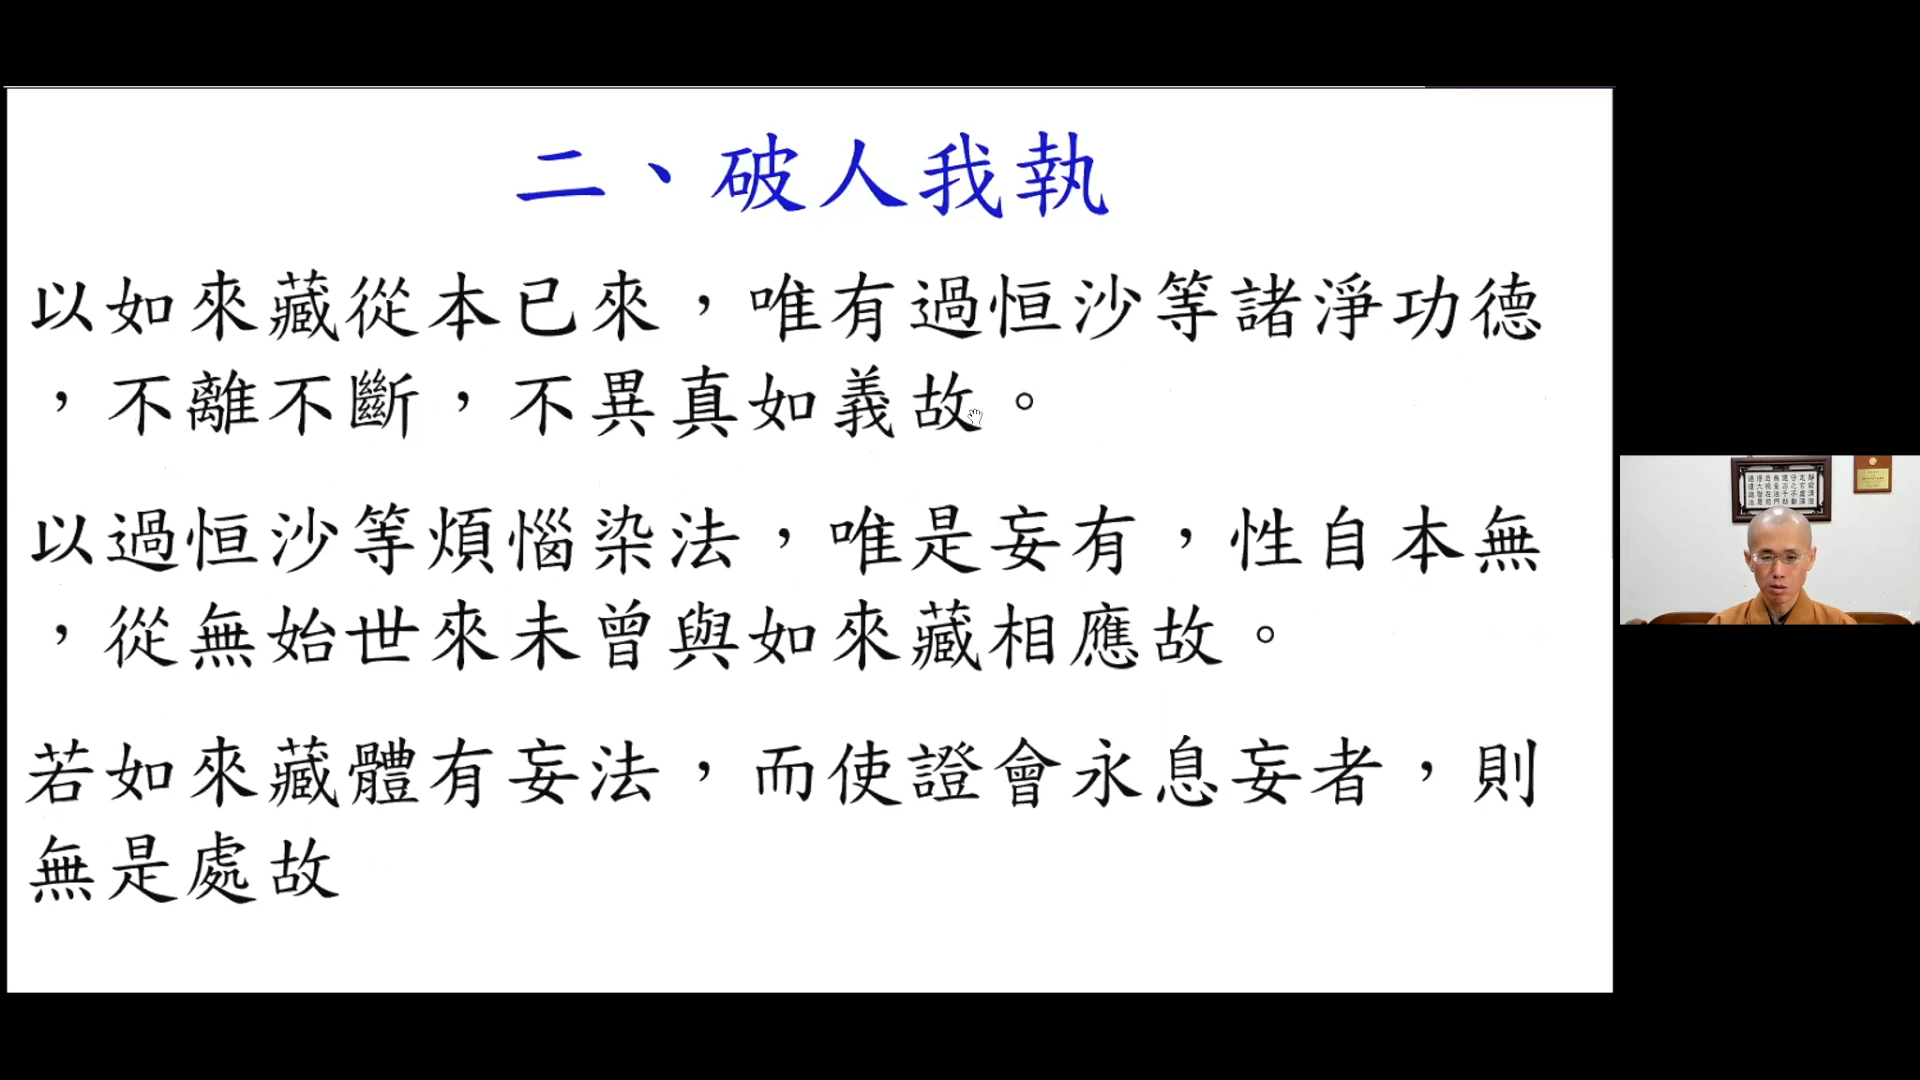 二、破人我執
以如來藏從本已來，唯有過恒沙等諸淨功德
，不離不斷，不異真如義故。
以過恒沙等煩惱染法，唯是妄有，性自本無
，從無始世來未曾與如來藏相應故。
若如來藏體有妄法，而使證會永息妄者，則
無是處故